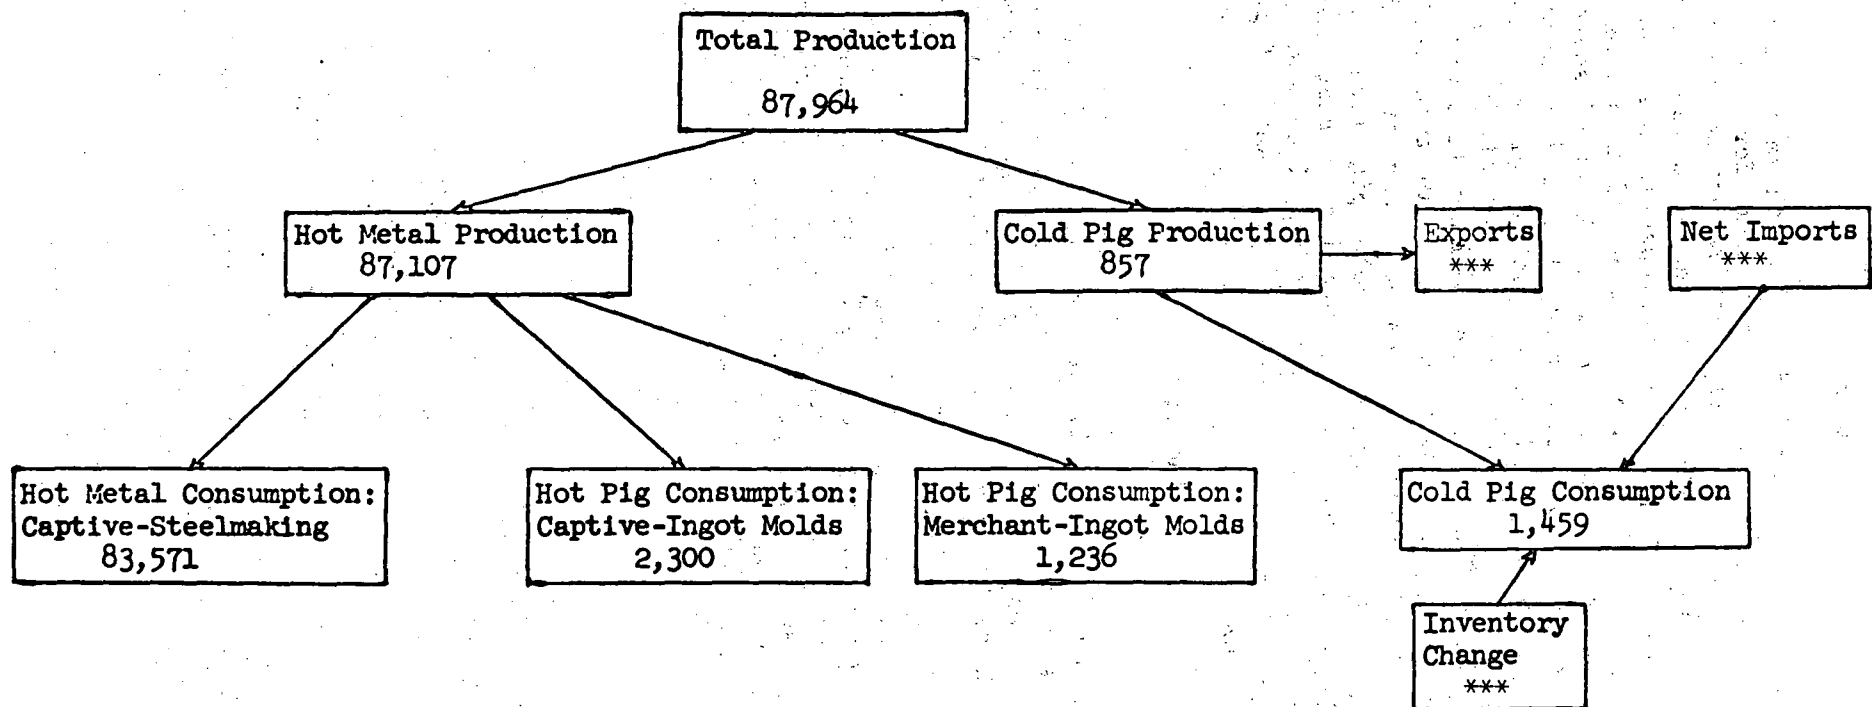 Total Production
87,964
Hot Metal Production
87,107
Cold Pig Production
857
Exports
***
Net Imports
***
Hot Metal Consumption:
Captive-Steelmaking
83,571
Hot Pig Consumption:
Captive-Ingot Molds
2,300
Hot Pig Consumption:
Merchant-Ingot Molds
1,236
Cold Pig Consumption
1,459
Inventory
Change
***